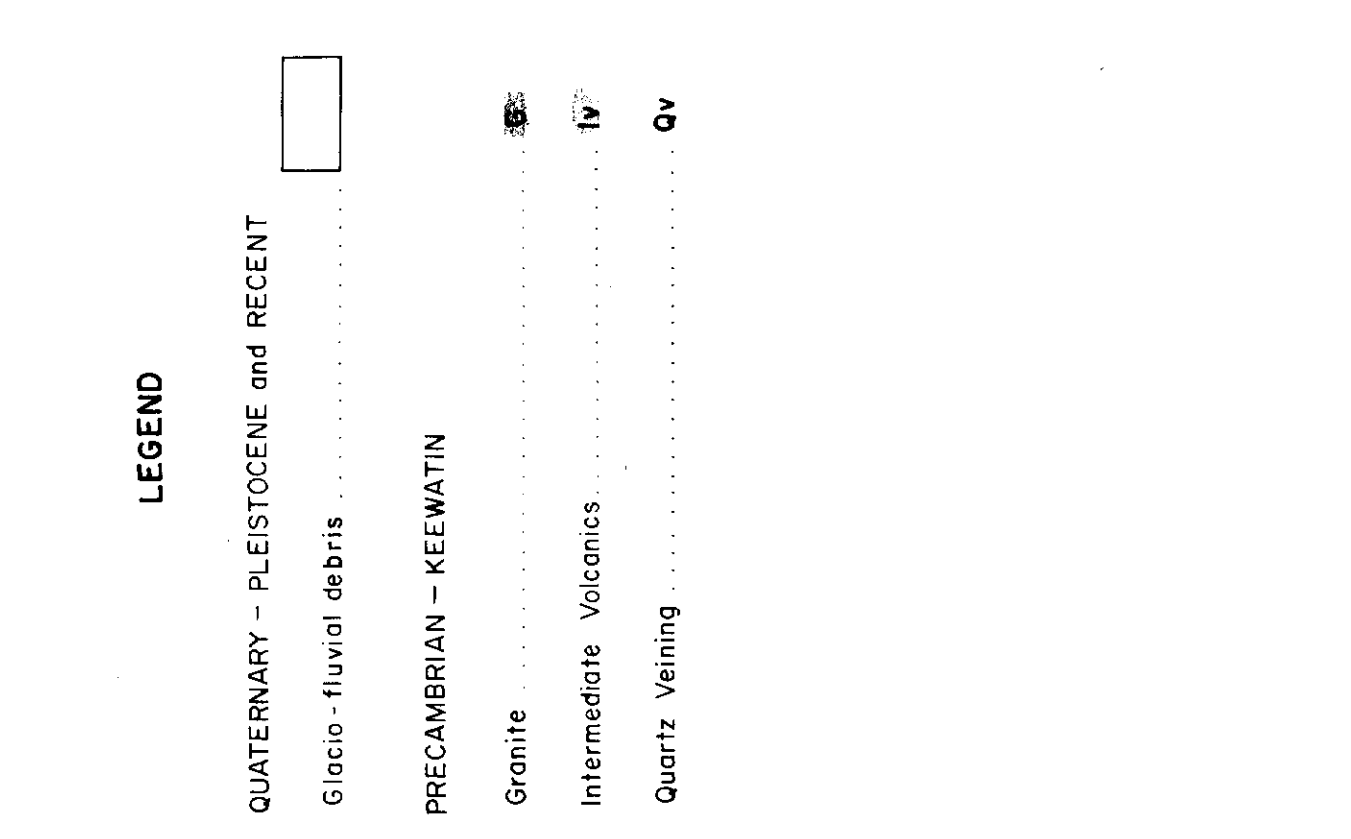 LEGEND
QUATERNARY – PLEISTOCENE and RECENT
Glacio-fluvial debris . . . . . . . . . . . . . . . . . .
PRECAMBRIAN – KEEWATIN
Granite . . . . . . . . . . . . . . . . . . . . . . . . . . . . . . G
Intermediate Volcanics . . . . . . . . . . . . . . . . . . Iv
Quartz Veining . . . . . . . . . . . . . . . . . . . . . . . Qv